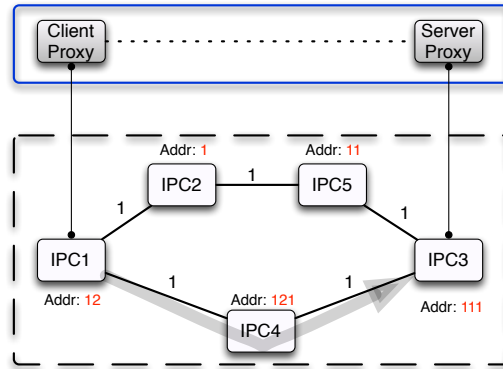 Client
Proxy
Server
Proxy
Addr: 1
Addr: 11
IPC2
1
IPC5
1
1
IPC1
IPC3
1
1
Addr: 12
Addr: 121
Addr: 111
IPC4